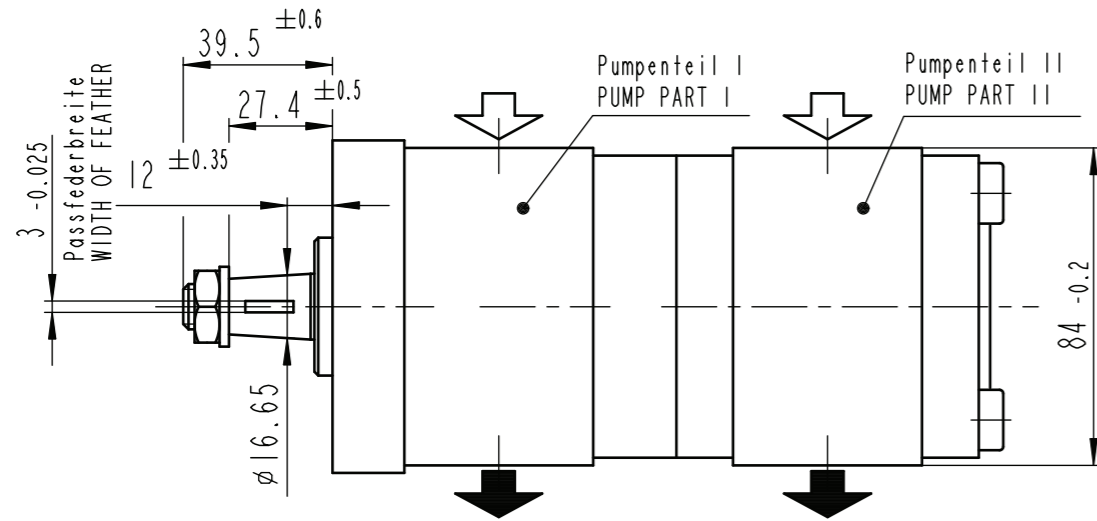 39.5 ±0.6
27.4 ±0.5
12 ±0.35
3 -0.025
Passfederbreite
WIDTH OF FEATHER
ø16.65
Pumpenteil I
PUMP PART I
Pumpenteil II
PUMP PART II
84 -0.2